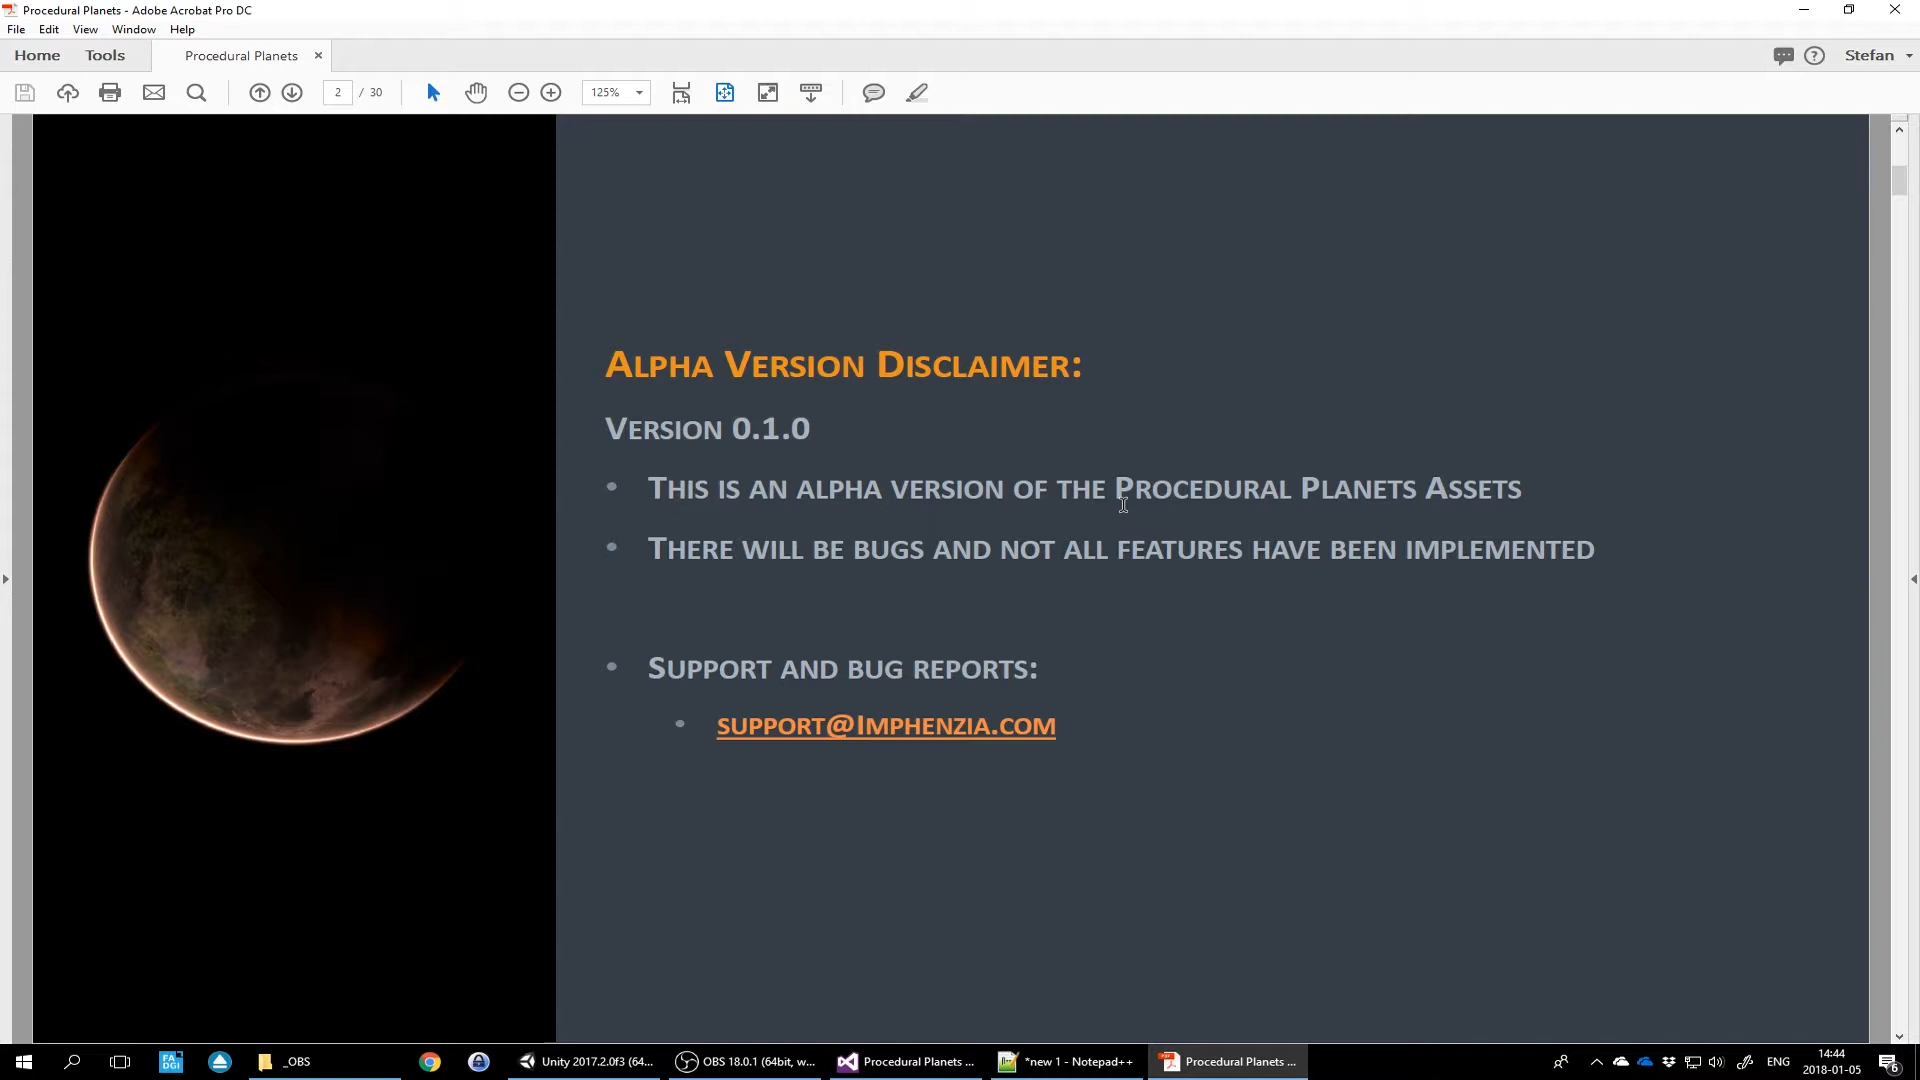 Procedural Planets - Adobe Acrobat Pro DC
File Edit View Window Help
Home Tools Procedural Planets Stefan
2 / 30 125%
Alpha Version Disclaimer:
Version 0.1.0
• This is an alpha version of the Procedural Planets Assets
• There will be bugs and not all features have been implemented
• Support and bug reports:
• support@Imphenzia.com
FA DGI _OBS Unity 2017.2.0f3 (64... OBS 18.0.1 (64bit, w... Procedural Planets ... *new 1 - Notepad++ Procedural Planets ... ENG 14:44 6
2018-01-05